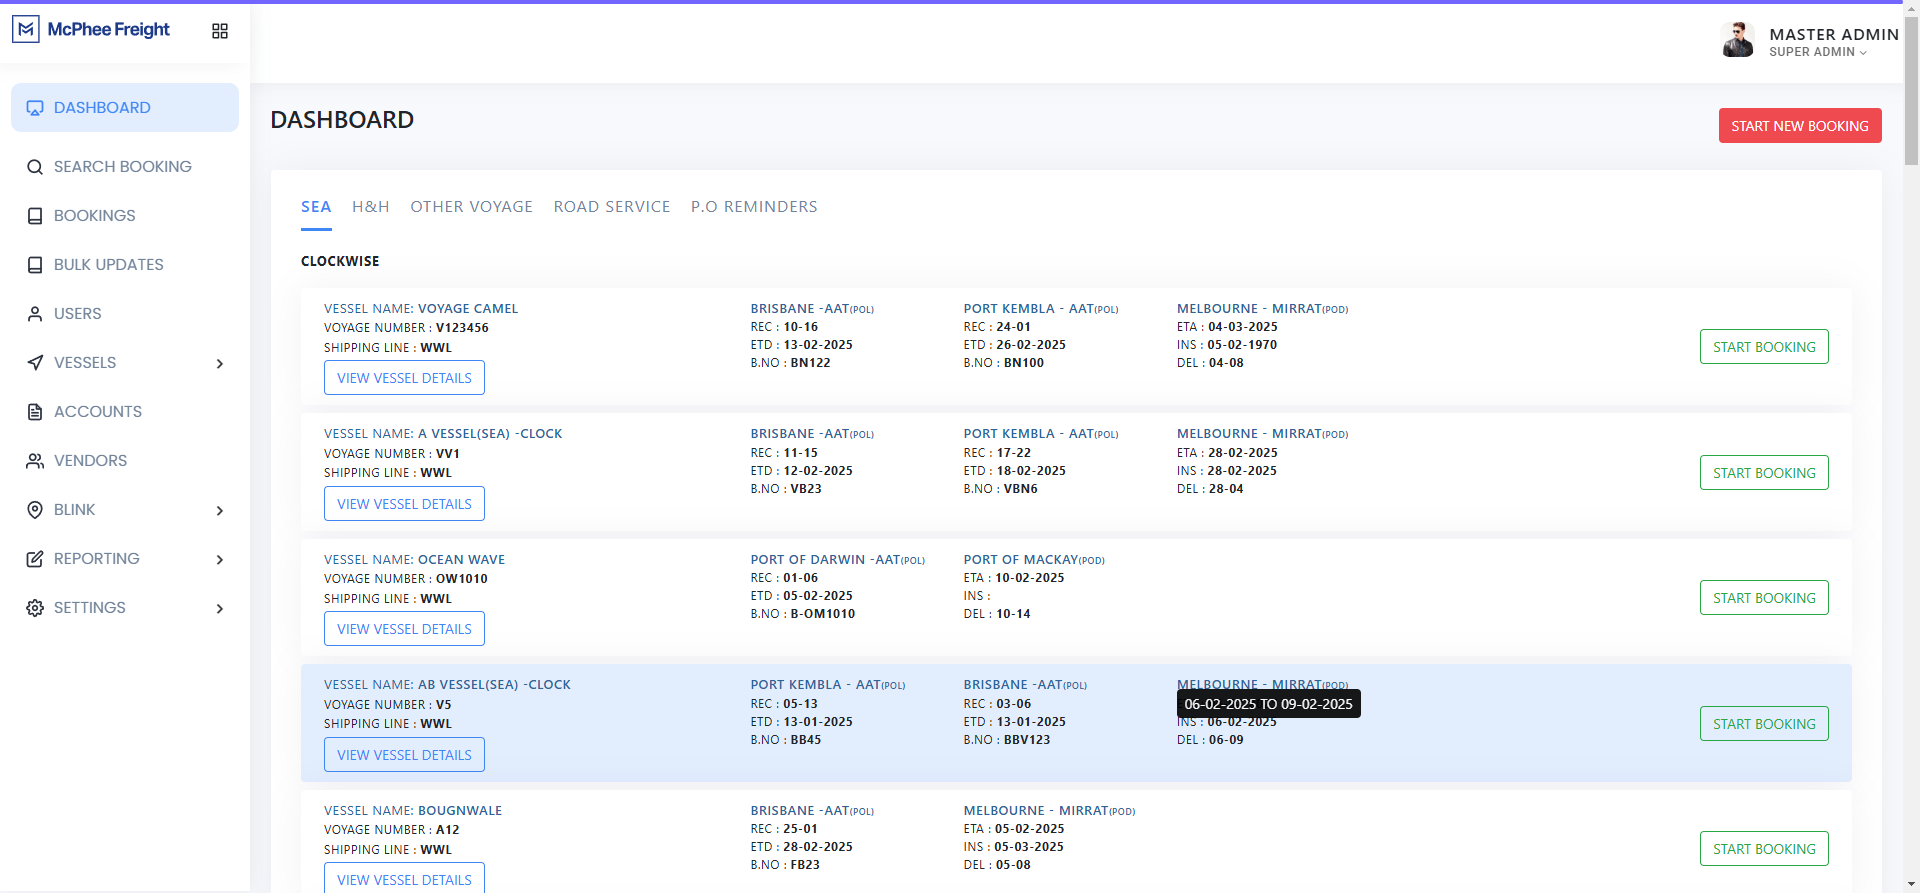 McPhee Freight
MASTER ADMIN
SUPER ADMIN
DASHBOARD
SEARCH BOOKING
BOOKINGS
BULK UPDATES
USERS
VESSELS
ACCOUNTS
VENDORS
BLINK
REPORTING
SETTINGS
DASHBOARD
START NEW BOOKING
SEA H&H OTHER VOYAGE ROAD SERVICE P.O REMINDERS
CLOCKWISE
VESSEL NAME: VOYAGE CAMEL
VOYAGE NUMBER : V123456
SHIPPING LINE : WWL
VIEW VESSEL DETAILS
BRISBANE -AAT(POL)
REC : 10-16
ETD : 13-02-2025
B.NO : BN122
PORT KEMBLA - AAT(POL)
REC : 24-01
ETD : 26-02-2025
B.NO : BN100
MELBOURNE - MIRRAT(POD)
ETA : 04-03-2025
INS : 05-02-1970
DEL : 04-08
START BOOKING
VESSEL NAME: A VESSEL(SEA) -CLOCK
VOYAGE NUMBER : VV1
SHIPPING LINE : WWL
VIEW VESSEL DETAILS
BRISBANE -AAT(POL)
REC : 11-15
ETD : 12-02-2025
B.NO : VB23
PORT KEMBLA - AAT(POL)
REC : 17-22
ETD : 18-02-2025
B.NO : VBN6
MELBOURNE - MIRRAT(POD)
ETA : 28-02-2025
INS : 28-02-2025
DEL : 28-04
START BOOKING
VESSEL NAME: OCEAN WAVE
VOYAGE NUMBER : OW1010
SHIPPING LINE : WWL
VIEW VESSEL DETAILS
PORT OF DARWIN -AAT(POL)
REC : 01-06
ETD : 05-02-2025
B.NO : B-OM1010
PORT OF MACKAY(POD)
ETA : 10-02-2025
INS :
DEL : 10-14
START BOOKING
VESSEL NAME: AB VESSEL(SEA) -CLOCK
VOYAGE NUMBER : V5
SHIPPING LINE : WWL
VIEW VESSEL DETAILS
PORT KEMBLA - AAT(POL)
REC : 05-13
ETD : 13-01-2025
B.NO : BB45
BRISBANE -AAT(POL)
REC : 03-06
ETD : 13-01-2025
B.NO : BBV123
MELBOURNE - MIRRAT(POD)
06-02-2025 TO 09-02-2025
INS : 06-02-2025
DEL : 06-09
START BOOKING
VESSEL NAME: BOUGNWALE
VOYAGE NUMBER : A12
SHIPPING LINE : WWL
VIEW VESSEL DETAILS
BRISBANE -AAT(POL)
REC : 25-01
ETD : 28-02-2025
B.NO : FB23
MELBOURNE - MIRRAT(POD)
ETA : 05-02-2025
INS : 05-03-2025
DEL : 05-08
START BOOKING